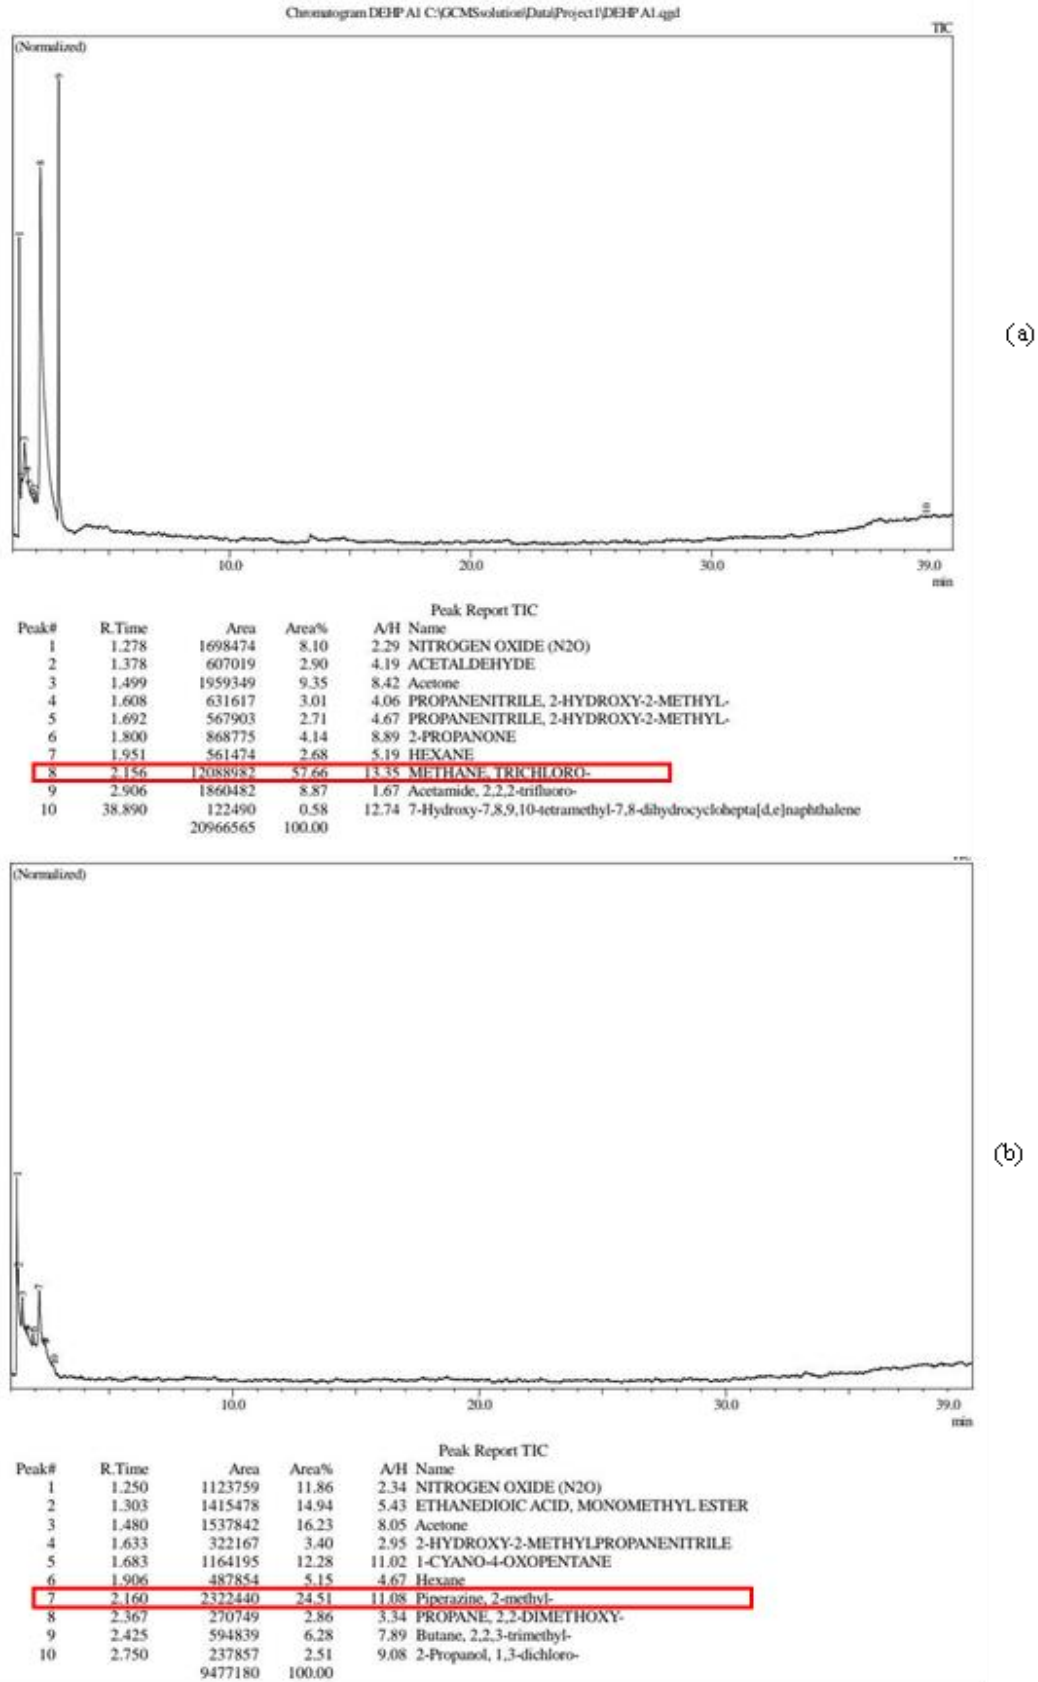 Chromatogram DEHP A1 C:\GCMSsolution\Data\Project1\DEHP A1.qgd
TIC
(Normalized)
(a)
10.0 20.0 30.0 39.0
min
Peak Report TIC
Peak# R.Time Area Area% A/H Name
1 1.278 1698474 8.10 2.29 NITROGEN OXIDE (N2O)
2 1.378 607019 2.90 4.19 ACETALDEHYDE
3 1.499 1959349 9.35 8.42 Acetone
4 1.608 631617 3.01 4.06 PROPANENITRILE, 2-HYDROXY-2-METHYL-
5 1.692 567903 2.71 4.67 PROPANENITRILE, 2-HYDROXY-2-METHYL-
6 1.800 868775 4.14 8.89 2-PROPANONE
7 1.951 561474 2.68 5.19 HEXANE
8 2.156 12088982 57.66 13.35 METHANE, TRICHLORO-
9 2.906 1860482 8.87 1.67 Acetamide, 2,2,2-trifluoro-
10 38.890 122490 0.58 12.74 7-Hydroxy-7,8,9,10-tetramethyl-7,8-dihydrocyclohepta[d,e]naphthalene
20966565 100.00
(Normalized)
(b)
10.0 20.0 30.0 39.0
min
Peak Report TIC
Peak# R.Time Area Area% A/H Name
1 1.250 1123759 11.86 2.34 NITROGEN OXIDE (N2O)
2 1.303 1415478 14.94 5.43 ETHANEDIOIC ACID, MONOMETHYL ESTER
3 1.480 1537842 16.23 8.05 Acetone
4 1.633 322167 3.40 2.95 2-HYDROXY-2-METHYLPROPANENITRILE
5 1.683 1164195 12.28 11.02 1-CYANO-4-OXOPENTANE
6 1.906 487854 5.15 4.67 Hexane
7 2.160 2322440 24.51 11.08 Piperazine, 2-methyl-
8 2.367 270749 2.86 3.34 PROPANE, 2,2-DIMETHOXY-
9 2.425 594839 6.28 7.89 Butane, 2,2,3-trimethyl-
10 2.750 237857 2.51 9.08 2-Propanol, 1,3-dichloro-
9477180 100.00